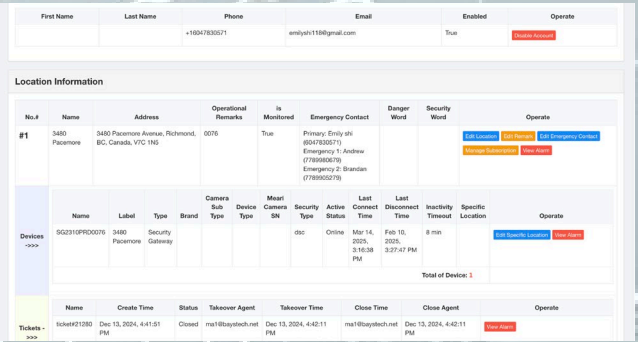 First Name Last Name Phone Email Enabled Operate
+16047830571 emilyshi118@gmail.com True Disable Account
Location Information
No.# Name Address Operational Remarks is Monitored Emergency Contact Danger Word Security Word Operate
#1 3480 Pacemore 3480 Pacemore Avenue, Richmond, BC, Canada, V7C 1N5 0076 True
Primary: Emily shi (6047830571)
Emergency 1: Andrew (7789980679)
Emergency 2: Brandan (7789905279)
Edit Location Edit Remark Edit Emergency Contact
Manage Subscription View Alarm
Devices ->>>
Name Label Type Brand Camera Sub Type Device Type Meari Camera SN Security Type Active Status Last Connect Time Last Disconnect Time Inactivity Timeout Specific Location Operate
SG2310PRD0076 3480 Pacemore Security Gateway dsc Online Mar 14, 2025, 3:16:38 PM Feb 10, 2025, 3:27:47 PM 8 min Edit Specific Location View Alarm
Total of Device: 1
Tickets ->>>
Name Create Time Status Takeover Agent Takeover Time Close Time Close Agent Operate
ticket#21280 Dec 13, 2024, 4:41:51 PM Closed ma1@baystech.net Dec 13, 2024, 4:42:11 PM ma1@baystech.net Dec 13, 2024, 4:42:11 PM View Alarm